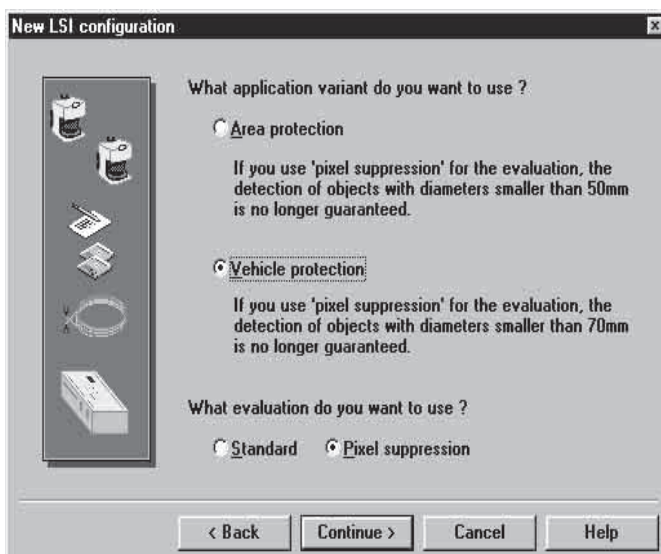 New LSI configuration
What application variant do you want to use ?
Area protection
If you use 'pixel suppression' for the evaluation, the
detection of objects with diameters smaller than 50mm
is no longer guaranteed.
Vehicle protection
If you use 'pixel suppression' for the evaluation, the
detection of objects with diameters smaller than 70mm
is no longer guaranteed.
What evaluation do you want to use ?
Standard Pixel suppression
< Back Continue > Cancel Help